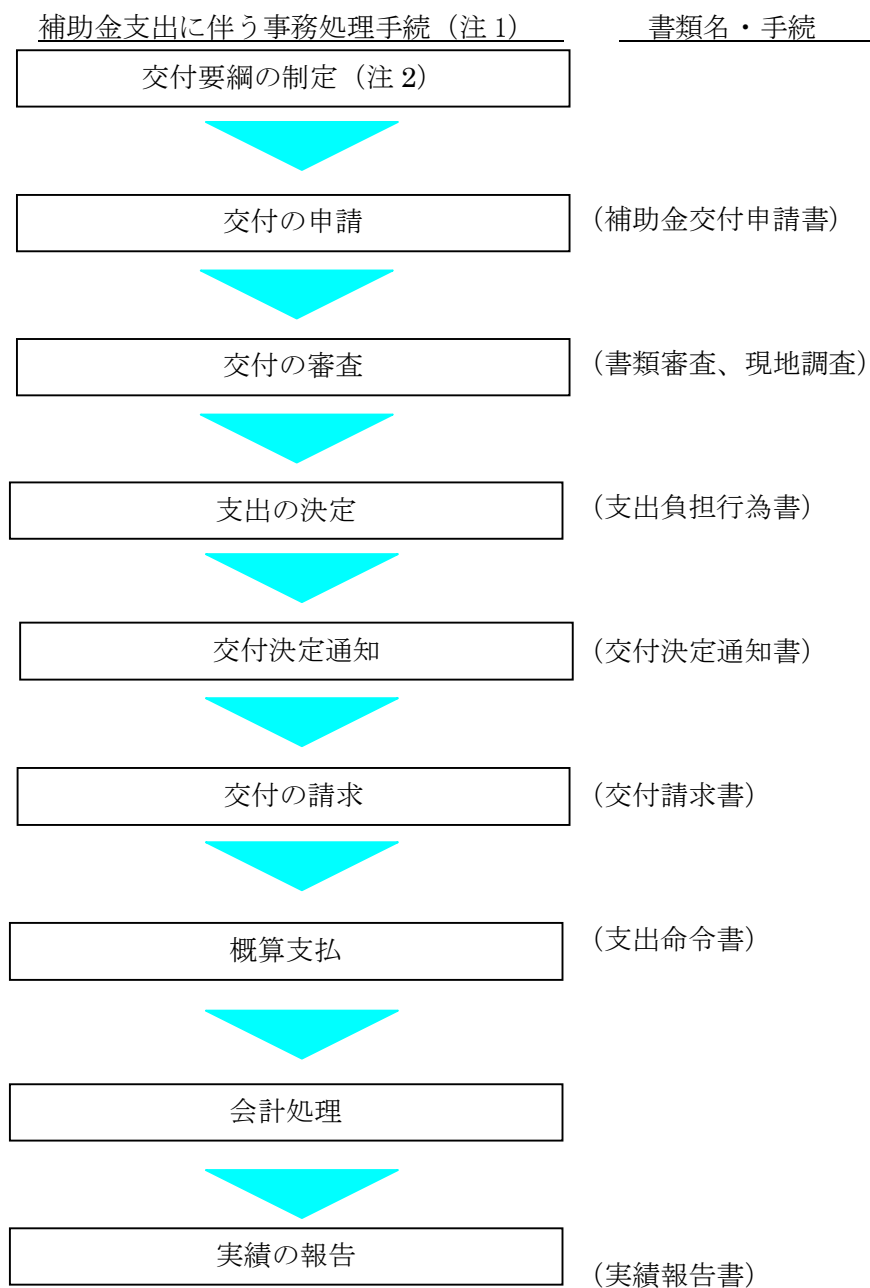 補助金支出に伴う事務処理手続（注 1） 書類名・手続
交付要綱の制定（注 2）
交付の申請 （補助金交付申請書）
交付の審査 （書類審査、現地調査）
支出の決定 （支出負担行為書）
交付決定通知 （交付決定通知書）
交付の請求 （交付請求書）
概算支払 （支出命令書）
会計処理
実績の報告 （実績報告書）